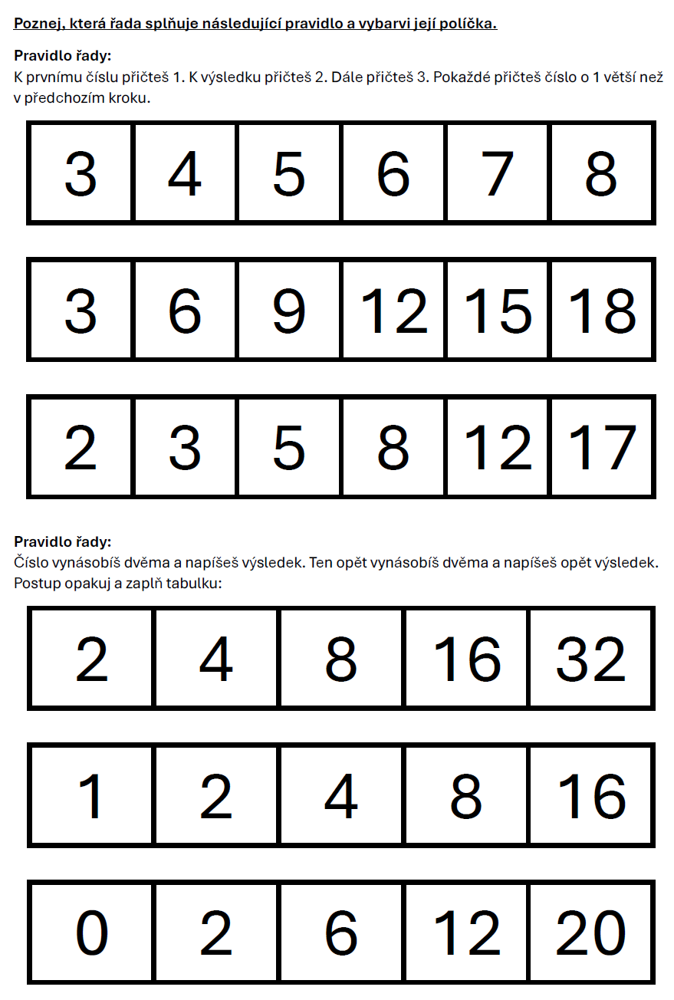 Poznej, která řada splňuje následující pravidlo a vybarvi její políčka.
Pravidlo řady:
K prvnímu číslu přičteš 1. K výsledku přičteš 2. Dále přičteš 3. Pokaždé přičteš číslo o 1 větší než
v předchozím kroku.
3 4 5 6 7 8
3 6 9 12 15 18
2 3 5 8 12 17
Pravidlo řady:
Číslo vynásobíš dvěma a napíšeš výsledek. Ten opět vynásobíš dvěma a napíšeš opět výsledek.
Postup opakuj a zaplň tabulku:
2 4 8 16 32
1 2 4 8 16
0 2 6 12 20